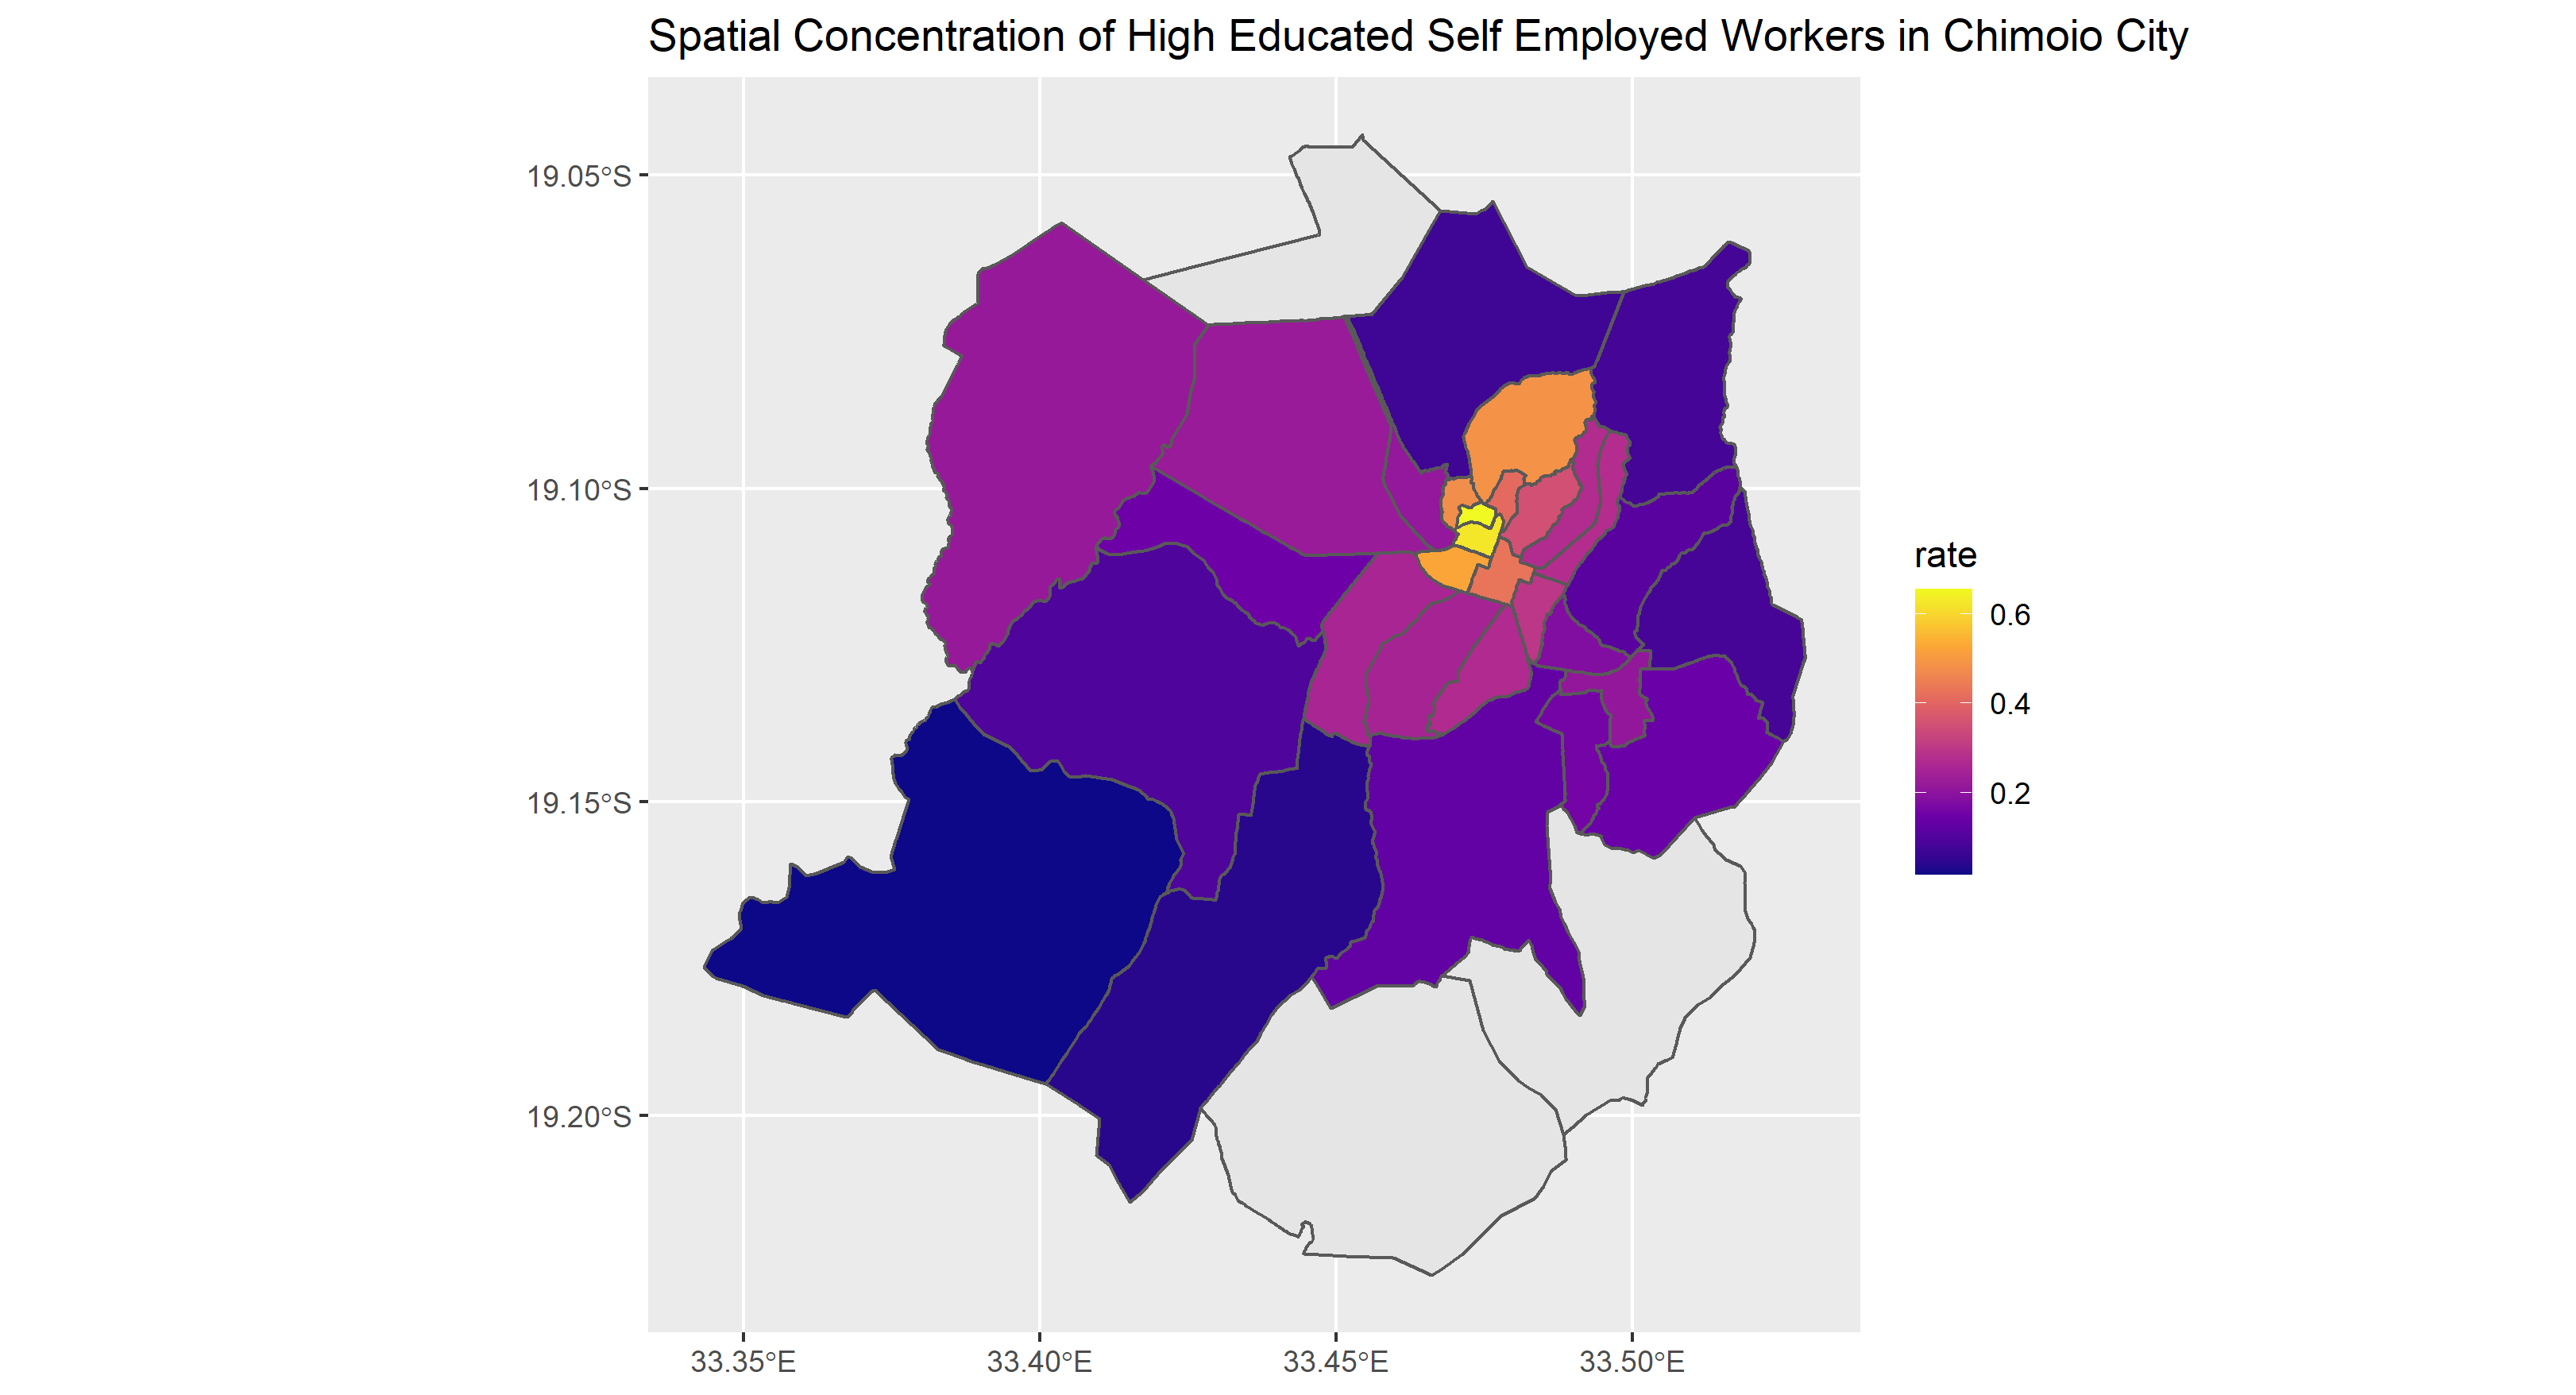 Spatial Concentration of High Educated Self Employed Workers in Chimoio City
19.05°S
19.10°S
19.15°S
19.20°S
33.35°E
33.40°E
33.45°E
33.50°E
rate
0.6
0.4
0.2